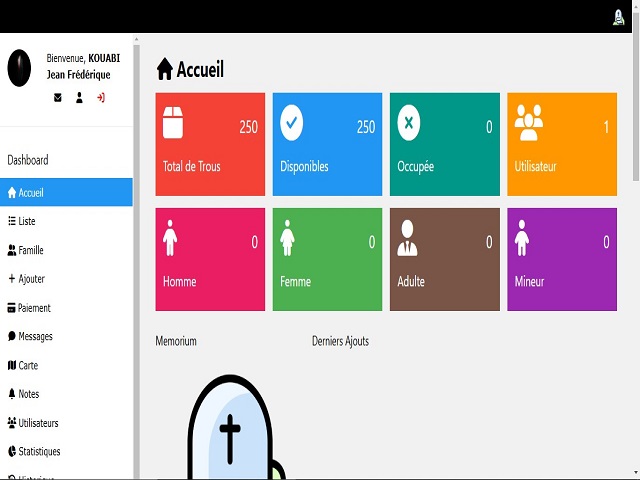 Bienvenue, KOUABI
Jean Frédérique
Dashboard
Accueil
Liste
Famille
Ajouter
Paiement
Messages
Carte
Notes
Utilisateurs
Statistiques
Historique
Accueil
250
Total de Trous
250
Disponibles
0
Occupée
1
Utilisateur
0
Homme
0
Femme
0
Adulte
0
Mineur
Memorium
Derniers Ajouts